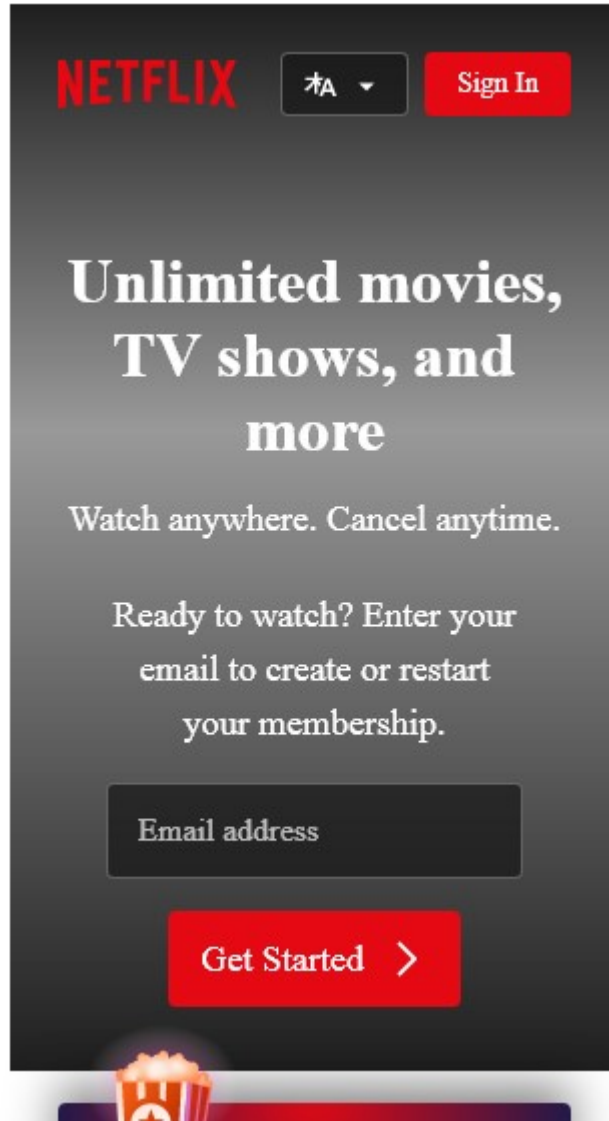 NETFLIX
Sign In
Unlimited movies,
TV shows, and
more
Watch anywhere. Cancel anytime.
Ready to watch? Enter your
email to create or restart
your membership.
Email address
Get Started